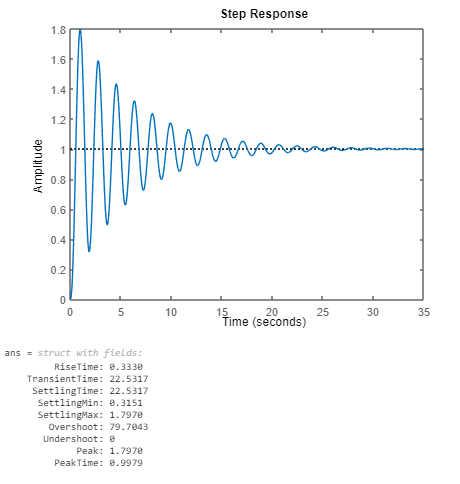 Step Response
Amplitude
1.8
1.6
1.4
1.2
1
0.8
0.6
0.4
0.2
0
0 5 10 15 20 25 30 35
Time (seconds)
ans = struct with fields:
RiseTime: 0.3330
TransientTime: 22.5317
SettlingTime: 22.5317
SettlingMin: 0.3151
SettlingMax: 1.7970
Overshoot: 79.7043
Undershoot: 0
Peak: 1.7970
PeakTime: 0.9979